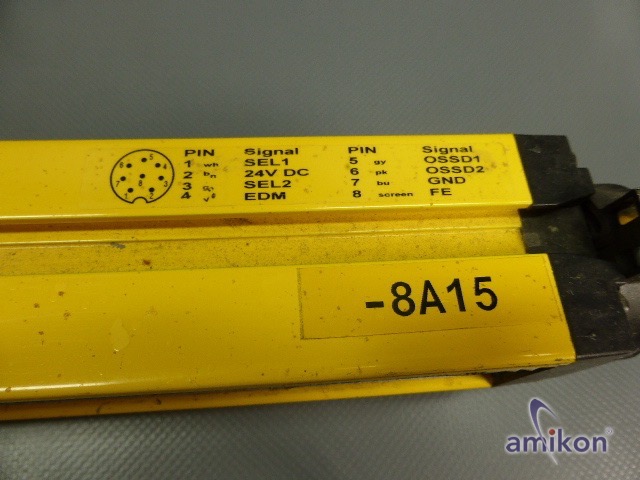 PIN Signal PIN Signal
1 wh SEL1 5 gy OSSD1
2 bn 24V DC 6 pk OSSD2
3 SEL2 7 bu GND
4 EDM 8 screen FE
-8A15
amikon®